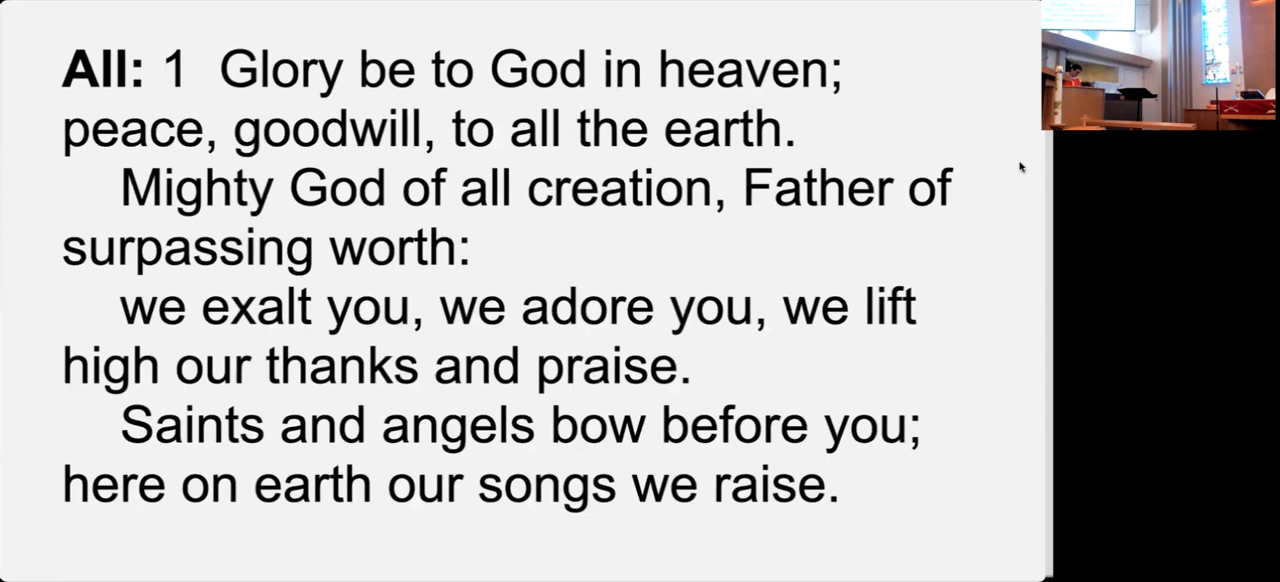 All: 1 Glory be to God in heaven;
peace, goodwill, to all the earth.
Mighty God of all creation, Father of
surpassing worth:
we exalt you, we adore you, we lift
high our thanks and praise.
Saints and angels bow before you;
here on earth our songs we raise.